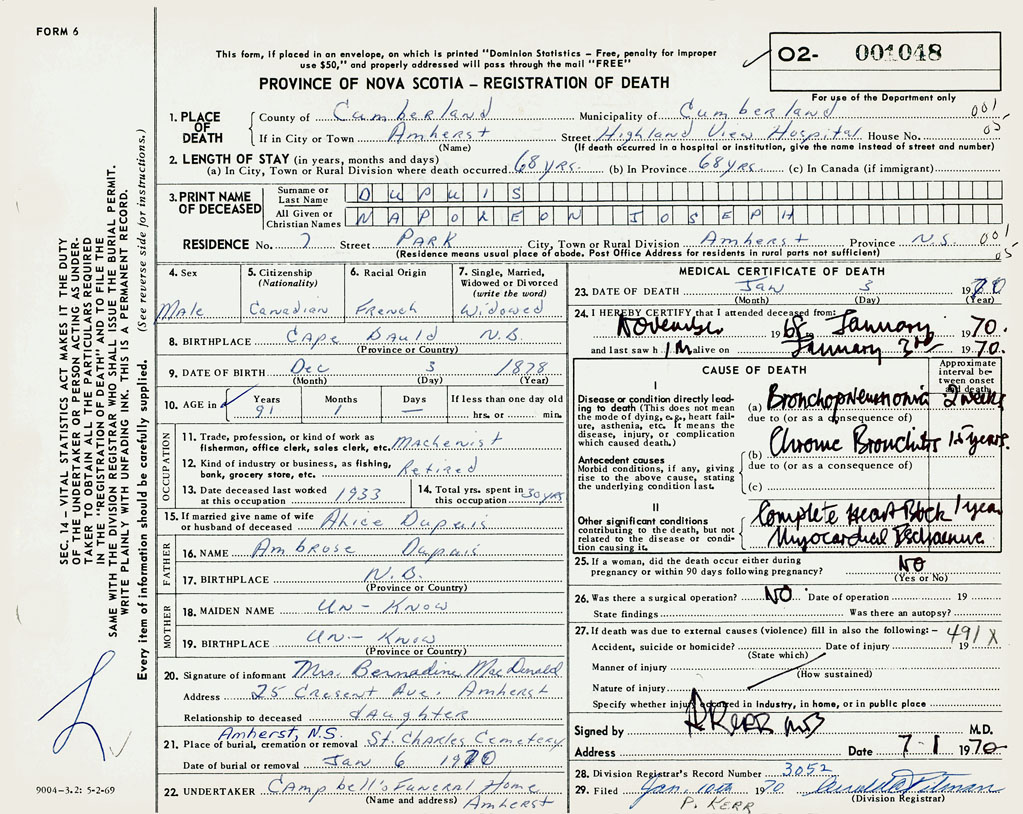 FORM 6
This form, if placed in an envelope, on which is printed "Dominion Statistics – Free, penalty for improper
use $50," and properly addressed will pass through the mail "FREE"
O2- 001048
PROVINCE OF NOVA SCOTIA – REGISTRATION OF DEATH
For use of the Department only
1. PLACE OF DEATH
County of Cumberland Municipality of Cumberland 001
If in City or Town Amherst Street Highland View Hospital House No. 05
(Name) (If death occurred in a hospital or institution, give the name instead of street and number)
2. LENGTH OF STAY (in years, months and days)
(a) In City, Town or Rural Division where death occurred 68 yrs. (b) In Province 68 yrs. (c) In Canada (if immigrant)
3. PRINT NAME OF DECEASED
Surname or Last Name DUPUIS
All Given or Christian Names NAPOLEON JOSEPH
RESIDENCE No. 7 Street PARK City, Town or Rural Division Amherst Province N.S. 001
(Residence means usual place of abode. Post Office Address for residents in rural parts not sufficient) 05
4. Sex
Male
5. Citizenship
(Nationality)
Canadian
6. Racial Origin
French
7. Single, Married,
Widowed or Divorced
(write the word)
Widowed
8. BIRTHPLACE Cape Dauld N.B
(Province or Country)
9. DATE OF BIRTH Dec 3 1878
(Month) (Day) (Year)
10. AGE in
Years Months Days If less than one day old
91 1 — hrs. or min.
OCCUPATION
11. Trade, profession, or kind of work as
fisherman, office clerk, sales clerk, etc. Machenist
12. Kind of industry or business, as fishing,
bank, grocery store, etc. Retired
13. Date deceased last worked
at this occupation 1933
14. Total yrs. spent in
this occupation 30 yrs
15. If married give name of wife
or husband of deceased Alice Dupuis
FATHER
16. NAME Ambrose Dupuis
17. BIRTHPLACE N.B.
(Province or Country)
MOTHER
18. MAIDEN NAME Un-Know
19. BIRTHPLACE Un-Know
(Province or Country)
20. Signature of informant Mrs. Bernadine MacDonald
Address 25 Cresent Ave. Amherst
Relationship to deceased daughter
Amherst, N.S.
21. Place of burial, cremation or removal St. Charles Cemetery
Date of burial or removal Jan 6 1970
22. UNDERTAKER Campbell's Funeral Home
(Name and address) Amherst
MEDICAL CERTIFICATE OF DEATH
23. DATE OF DEATH Jan 3 1970
(Month) (Day) (Year)
24. I HEREBY CERTIFY that I attended deceased from:
November 1968 January 1970.
and last saw h im alive on January 3rd 1970.
CAUSE OF DEATH
Approximate
interval be-
tween onset
and death
I
Disease or condition directly lead-
ing to death (This does not mean
the mode of dying, e.g., heart fail-
ure, asthenia, etc. It means the
disease, injury, or complication
which caused death.)
(a) Bronchopneumonia 2 weeks
due to (or as a consequence of)
(b) Chronic Bronchitis 15 years.
Antecedent causes
Morbid conditions, if any, giving
rise to the above cause, stating
the underlying condition last.
due to (or as a consequence of)
(c)
II
Other significant conditions
contributing to the death, but not
related to the disease or condi-
tion causing it.
Complete Heart Block 1 year
Myocardial Ischaemia
25. If a woman, did the death occur either during
pregnancy or within 90 days following pregnancy? NO
(Yes or No)
26. Was there a surgical operation? NO Date of operation 19
State findings Was there an autopsy?
27. If death was due to external causes (violence) fill in also the following:– 491X
Accident, suicide or homicide? Date of injury 19
(State which)
Manner of injury
(How sustained)
Nature of injury
Specify whether injury occurred in industry, in home, or in public place
Signed by A Kerr MB M.D.
Address Date 7-1 1970
28. Division Registrar's Record Number 3052
29. Filed Jan. 10th 1970
(Division Registrar)
P. KERR
SEC. 14 – VITAL STATISTICS ACT MAKES IT THE DUTY
OF THE UNDERTAKER OR PERSON ACTING AS UNDER-
TAKER TO OBTAIN ALL THE PARTICULARS REQUIRED
IN THE "REGISTRATION OF DEATH" AND TO FILE THE
SAME WITH THE DIVISION REGISTRAR WHO SHALL ISSUE THE BURIAL PERMIT.
WRITE PLAINLY WITH UNFADING INK. THIS IS A PERMANENT RECORD.
Every item of information should be carefully supplied. (See reverse side for instructions.)
9004-3.2: 5-2-69